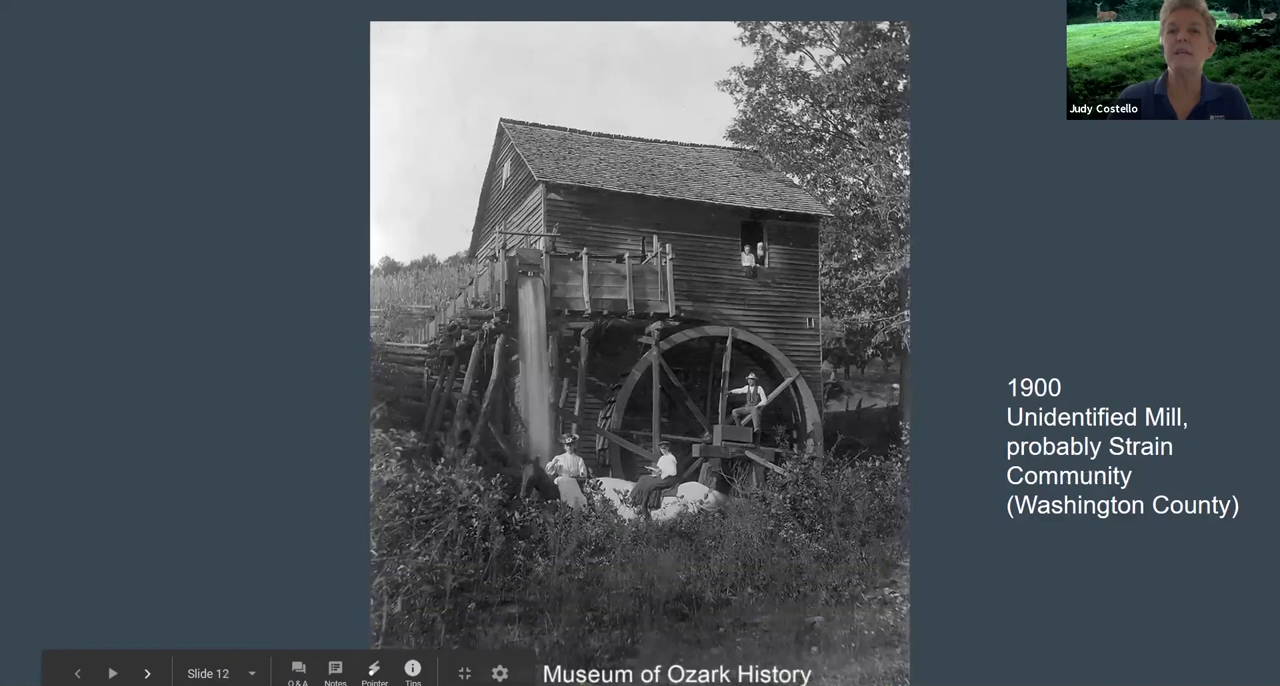 Judy Costello
1900
Unidentified Mill,
probably Strain
Community
(Washington County)
Museum of Ozark History
Slide 12
Q & A
Notes
Pointer
Tips